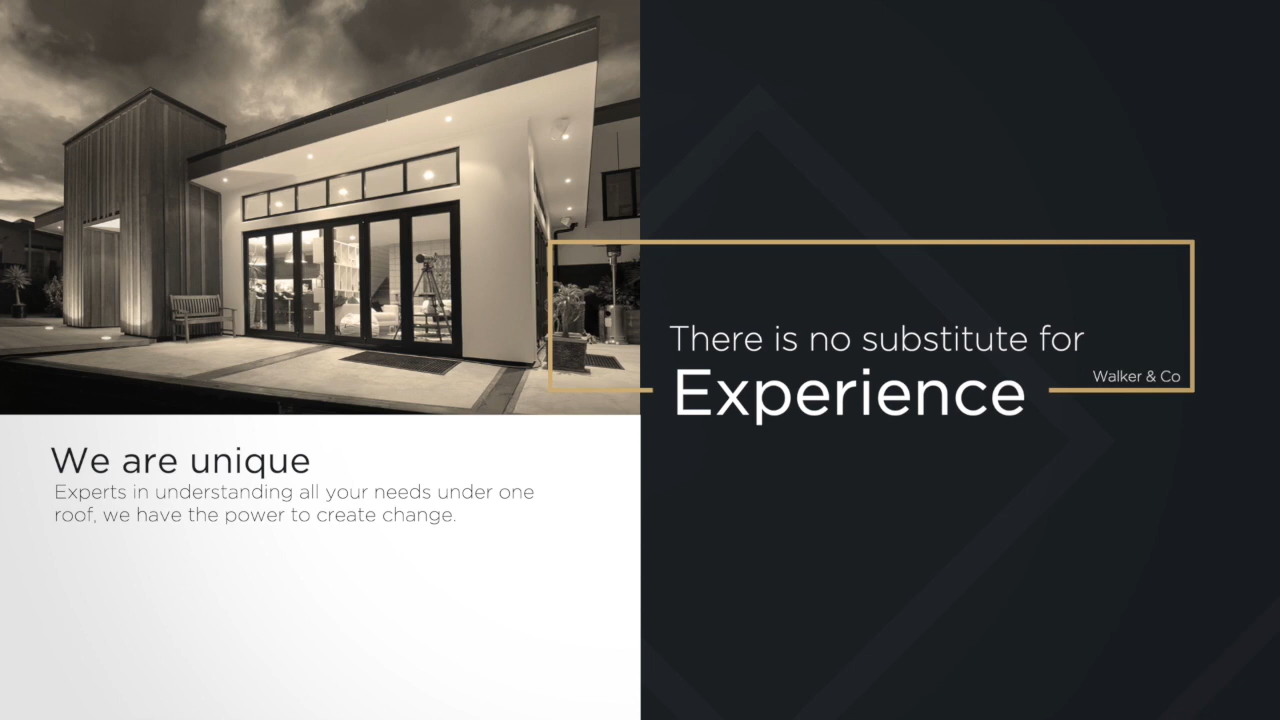 There is no substitute for
Walker & Co
Experience
We are unique
Experts in understanding all your needs under one
roof, we have the power to create change.